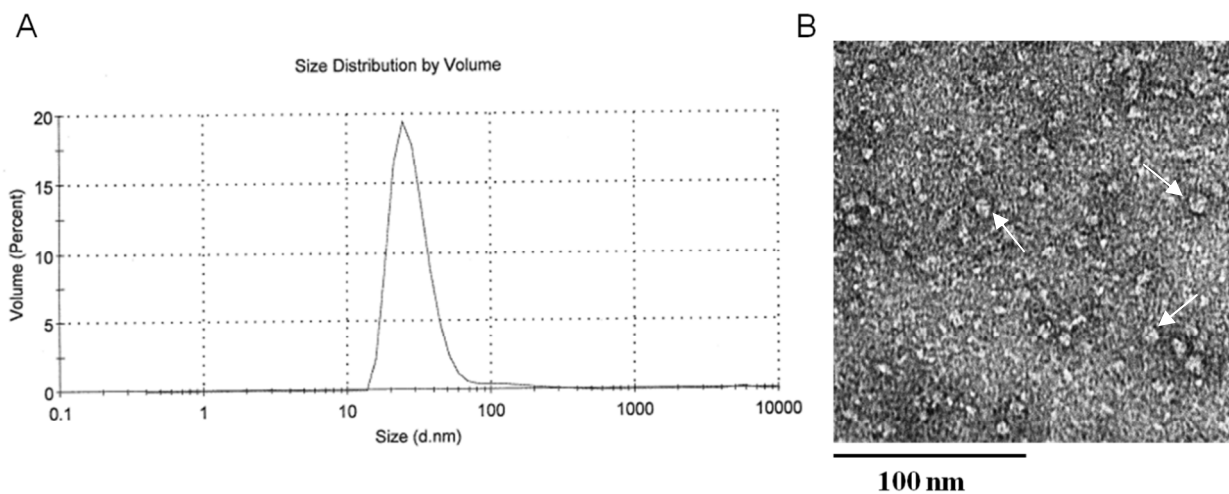 A
B
Size Distribution by Volume
20
15
10
5
0
Volume (Percent)
0.1 1 10 100 1000 10000
Size (d.nm)
100 nm